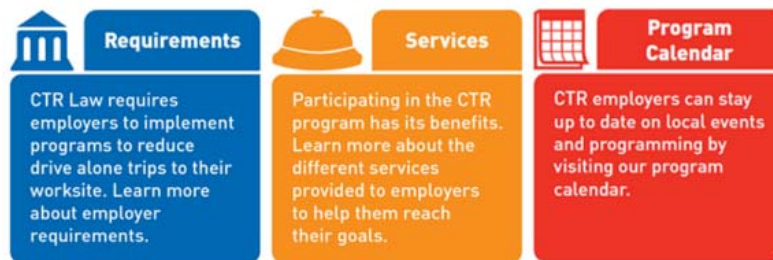 Requirements
CTR Law requires
employers to implement
programs to reduce
drive alone trips to their
worksite. Learn more
about employer
requirements.
Services
Participating in the CTR
program has its benefits.
Learn more about the
different services
provided to employers
to help them reach
their goals.
Program
Calendar
CTR employers can stay
up to date on local events
and programming by
visiting our program
calendar.